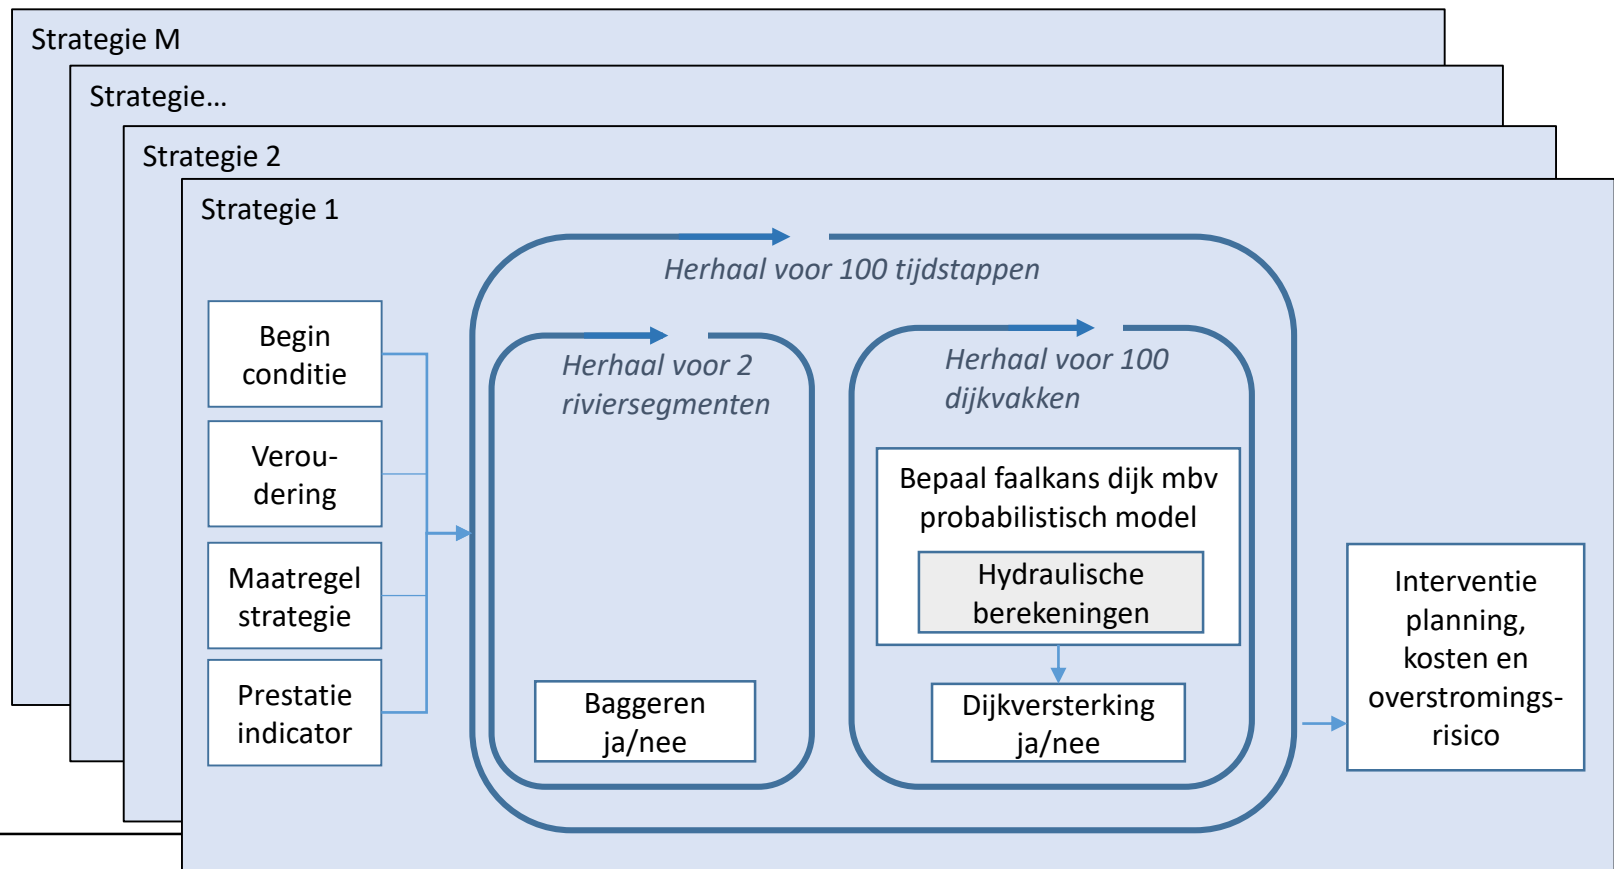 Strategie M
Strategie...
Strategie 2
Strategie 1
Herhaal voor 100 tijdstappen
Begin
conditie
Verou-
dering
Maatregel
strategie
Prestatie
indicator
Herhaal voor 2
riviersegmenten
Baggeren
ja/nee
Herhaal voor 100
dijkvakken
Bepaal faalkans dijk mbv
probabilistisch model
Hydraulische
berekeningen
Dijkversterking
ja/nee
Interventie
planning,
kosten en
overstromings-
risico